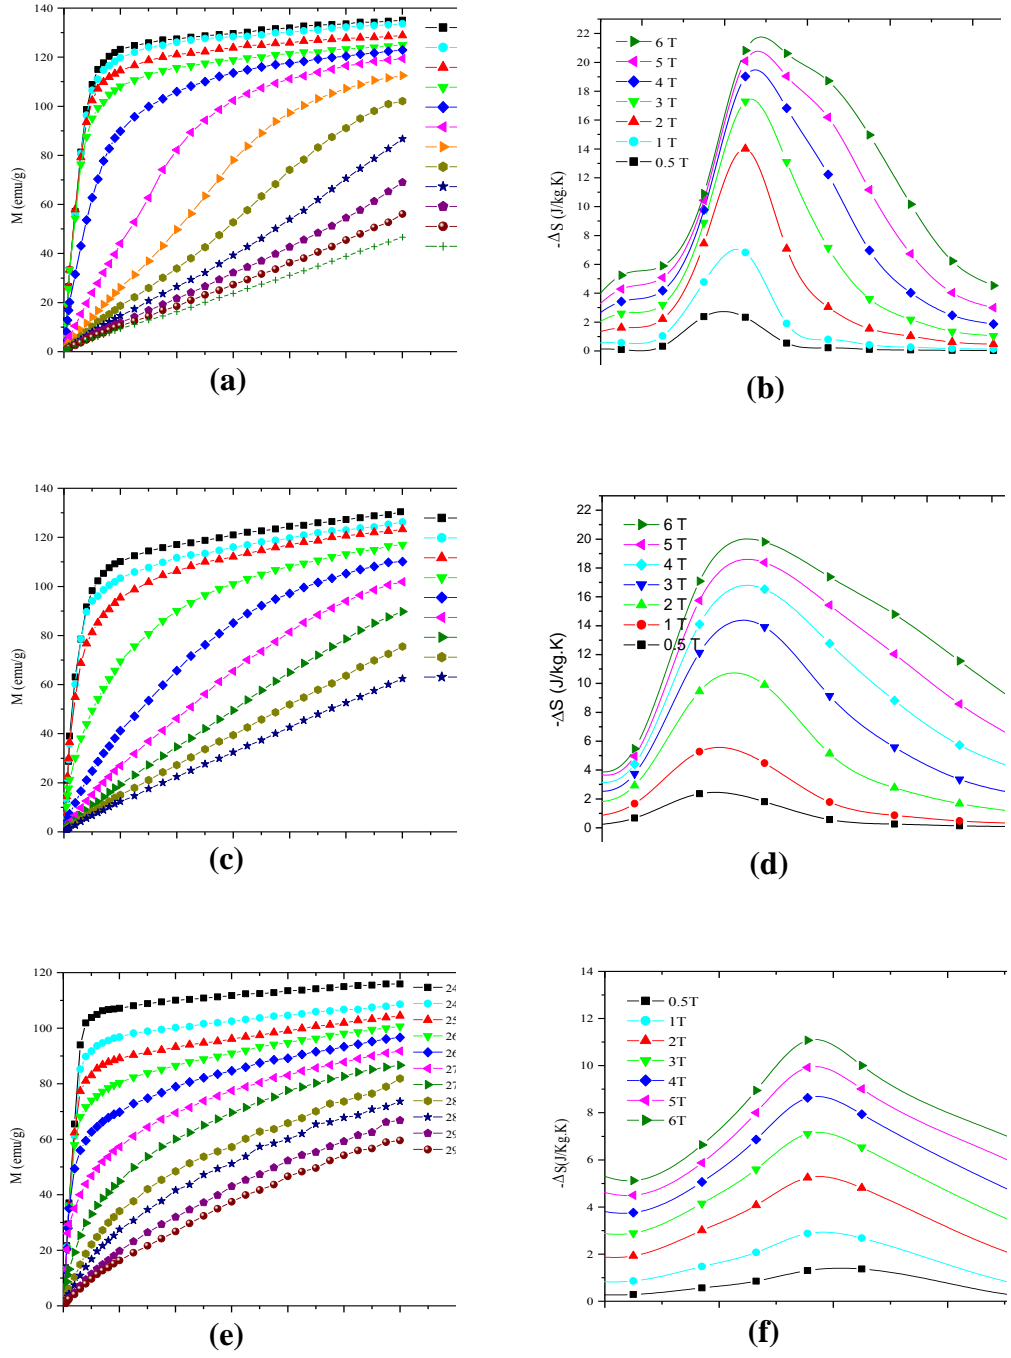 140
120
100
80
60
40
20
0
M (emu/g)
(a)
22
20
18
16
14
12
10
8
6
4
2
0
-ΔS (J/kg.K)
6 T
5 T
4 T
3 T
2 T
1 T
0.5 T
(b)
140
120
100
80
60
40
20
0
M (emu/g)
(c)
22
20
18
16
14
12
10
8
6
4
2
0
-ΔS (J/kg.K)
6 T
5 T
4 T
3 T
2 T
1 T
0.5 T
(d)
120
100
80
60
40
20
0
M (emu/g)
24
24
25
26
26
27
27
28
28
29
29
(e)
14
12
10
8
6
4
2
0
-ΔS(J/kg.K)
0.5T
1T
2T
3T
4T
5T
6T
(f)